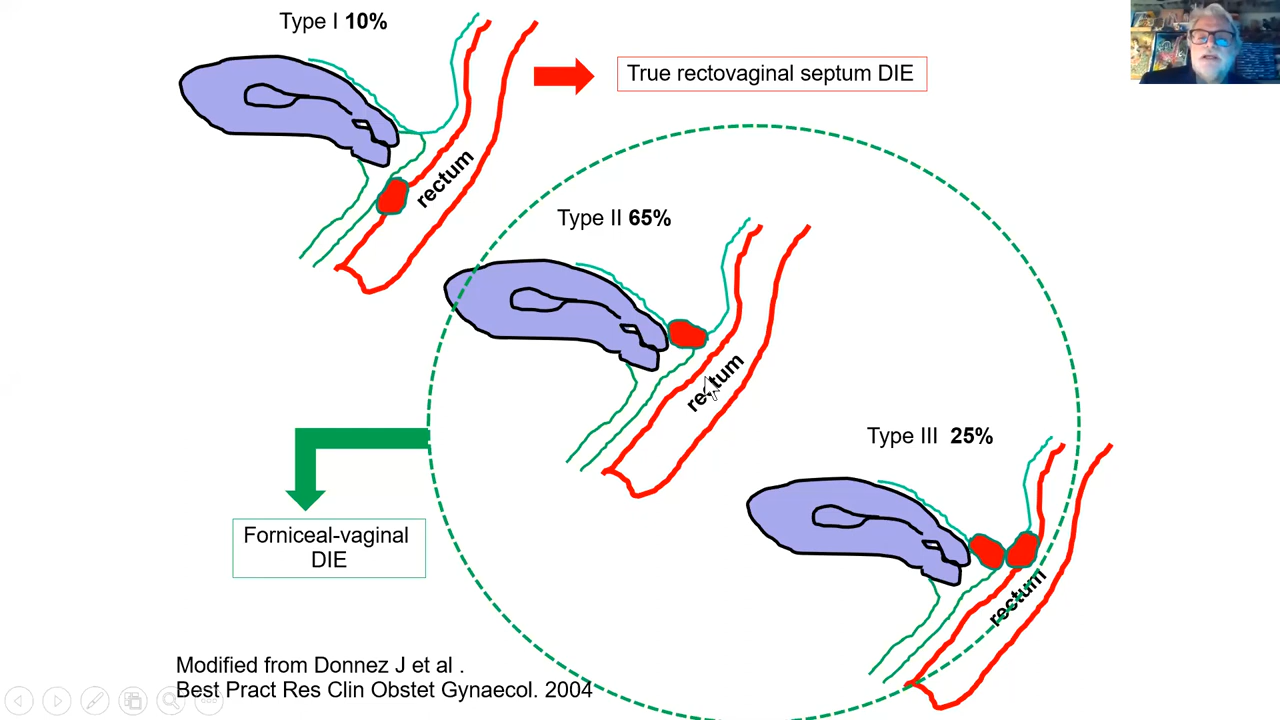 Type I 10%
True rectovaginal septum DIE
rectum
Type II 65%
rectum
Type III 25%
rectum
Forniceal-vaginal
DIE
Modified from Donnez J et al .
Best Pract Res Clin Obstet Gynaecol. 2004